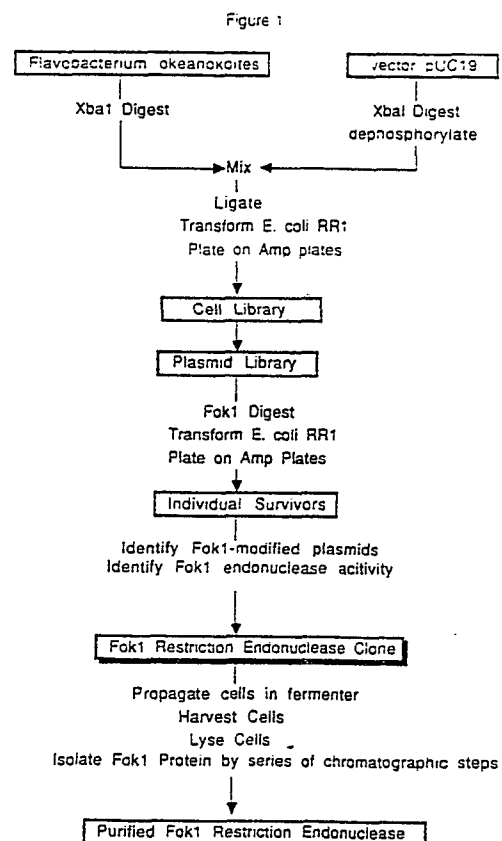 Figure 1
Flavobacterium okeanokoites
vector pUC19
Xba1 Digest
XbaI Digest
dephosphorylate
Mix
Ligate
Transform E. coli RR1
Plate on Amp plates
Cell Library
Plasmid Library
Fok1 Digest
Transform E. coli RR1
Plate on Amp Plates
Individual Survivors
Identify Fok1-modified plasmids
Identify Fok1 endonuclease acitivity
Fok1 Restriction Endonuclease Clone
Propagate cells in fermenter
Harvest Cells
Lyse Cells
Isolate Fok1 Protein by series of chromatographic steps
Purified Fok1 Restriction Endonuclease